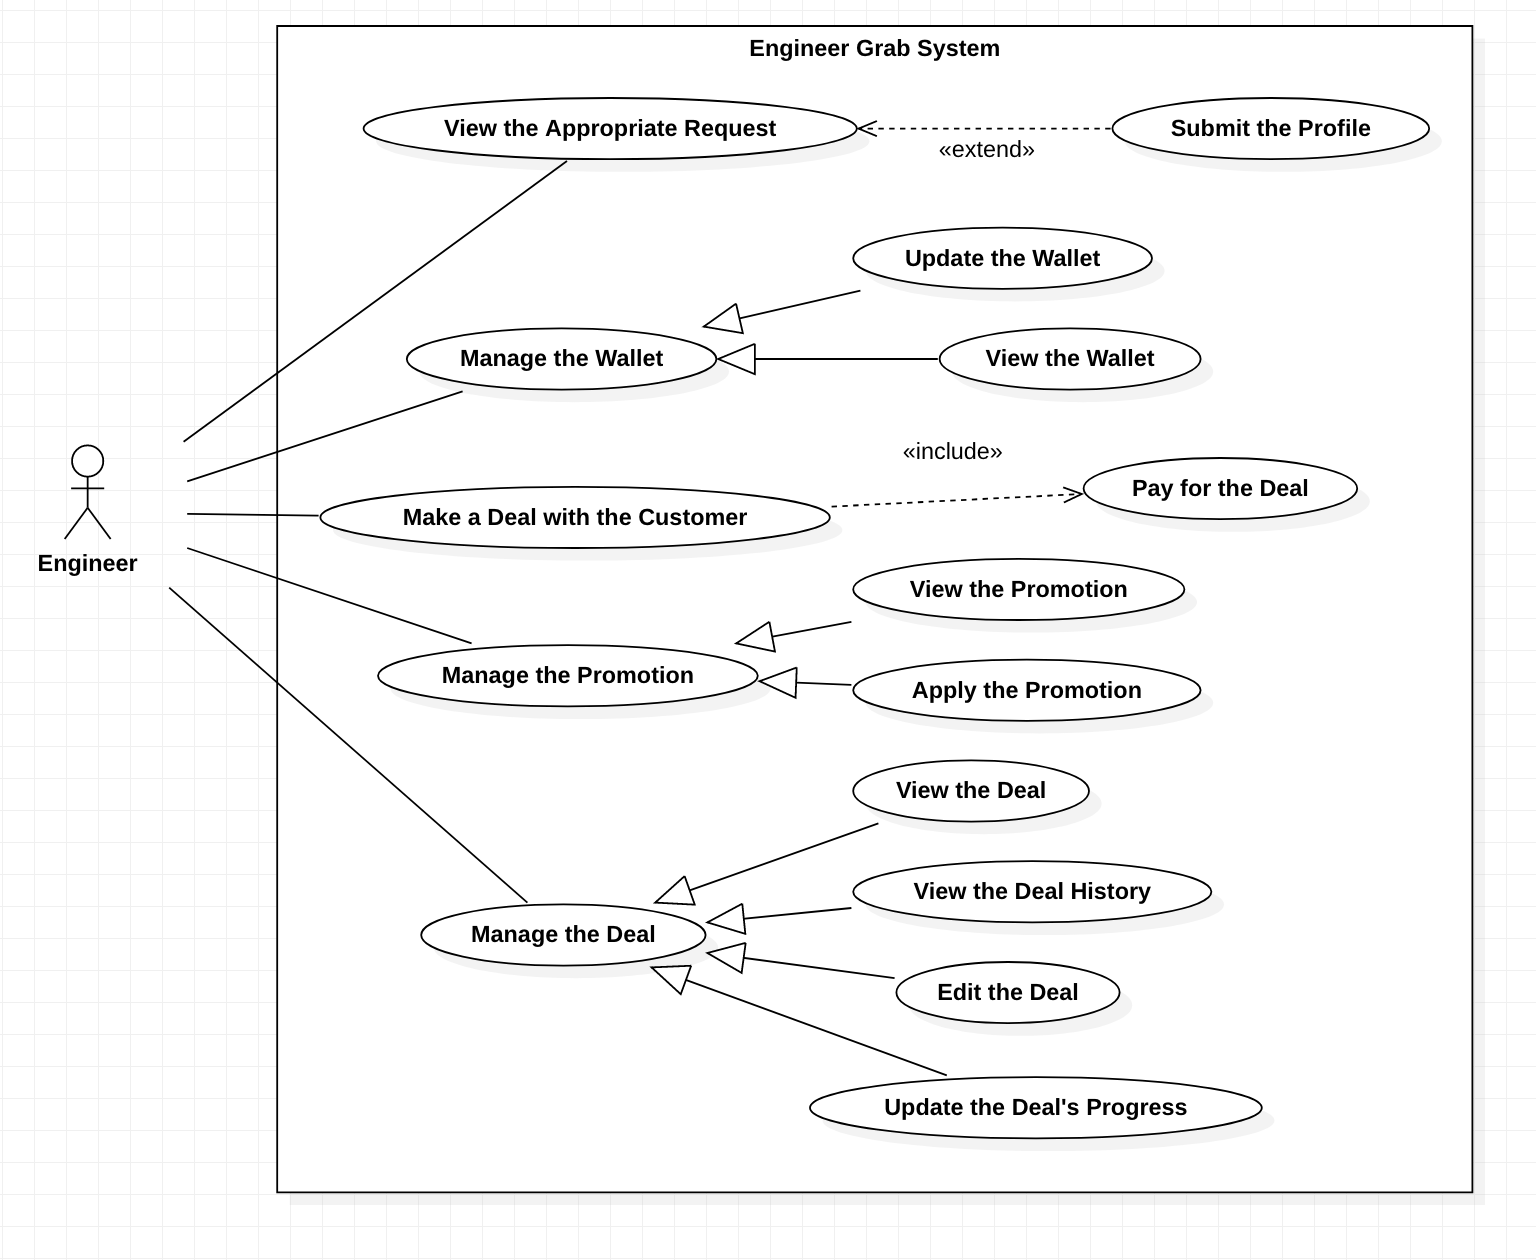 Engineer Grab System
View the Appropriate Request
Submit the Profile
«extend»
Update the Wallet
Manage the Wallet
View the Wallet
«include»
Pay for the Deal
Make a Deal with the Customer
Engineer
View the Promotion
Manage the Promotion
Apply the Promotion
View the Deal
View the Deal History
Manage the Deal
Edit the Deal
Update the Deal's Progress